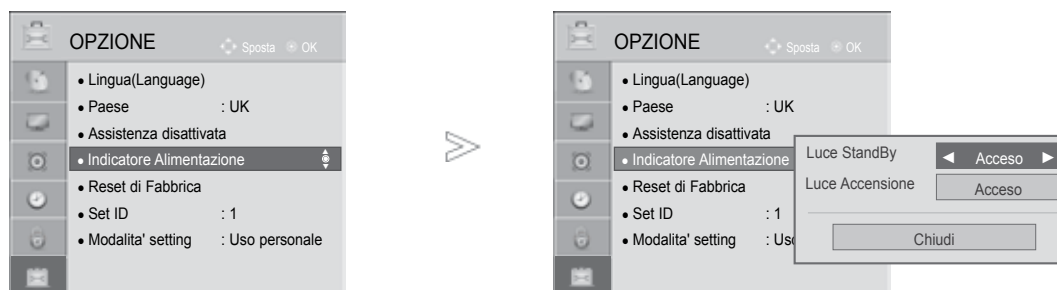 OPZIONE
Sposta OK
• Lingua(Language)
• Paese : UK
• Assistenza disattivata
• Indicatore Alimentazione
• Reset di Fabbrica
• Set ID : 1
• Modalita' setting : Uso personale
OPZIONE
Sposta OK
• Lingua(Language)
• Paese : UK
• Assistenza disattivata
• Indicatore Alimentazione
• Reset di Fabbrica
• Set ID : 1
• Modalita' setting : Uso
Luce StandBy ◀ Acceso ▶
Luce Accensione Acceso
Chiudi